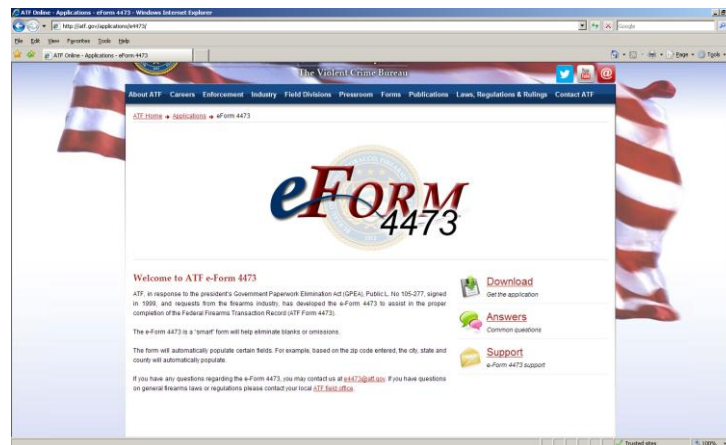 ATF Online - Applications - eForm 4473 - Windows Internet Explorer
http://atf.gov/applications/e4473/
Google
File Edit View Favorites Tools Help
ATF Online - Applications - eForm 4473
Page Tools
The Violent Crime Bureau
About ATF Careers Enforcement Industry Field Divisions Pressroom Forms Publications Laws, Regulations & Rulings Contact ATF
ATF Home Applications eForm 4473
eFORM
4473
Welcome to ATF e-Form 4473
ATF, in response to the president's Government Paperwork Elimination Act (GPEA), Public L. No 105-277, signed
in 1999, and requests from the firearms industry, has developed the e-Form 4473 to assist in the proper
completion of the Federal Firearms Transaction Record (ATF Form 4473).
The e-Form 4473 is a "smart" form will help eliminate blanks or omissions.
The form will automatically populate certain fields. For example, based on the zip code entered, the city, state and
county will automatically populate.
If you have any questions regarding the e-Form 4473, you may contact us at e4473@atf.gov. If you have questions
on general firearms laws or regulations please contact your local ATF field office.
Download
Get the application
Answers
Common questions
Support
e-Form 4473 support
Trusted sites 100%